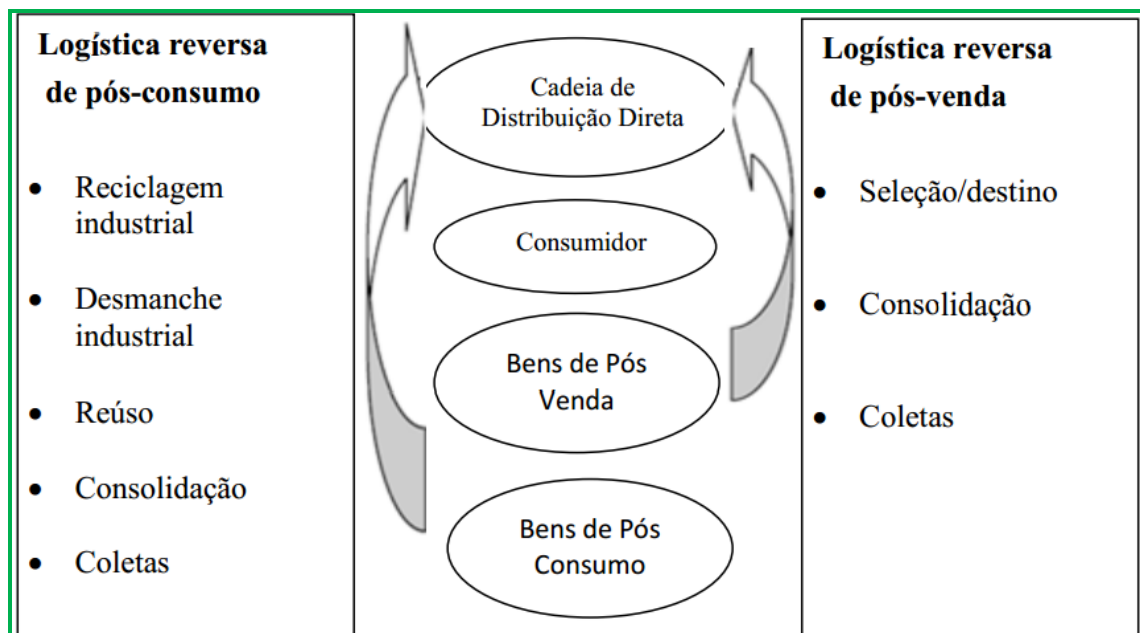 Logística reversa
de pós-consumo
• Reciclagem
industrial
• Desmanche
industrial
• Reúso
• Consolidação
• Coletas
Cadeia de
Distribuição Direta
Consumidor
Bens de Pós
Venda
Bens de Pós
Consumo
Logística reversa
de pós-venda
• Seleção/destino
• Consolidação
• Coletas